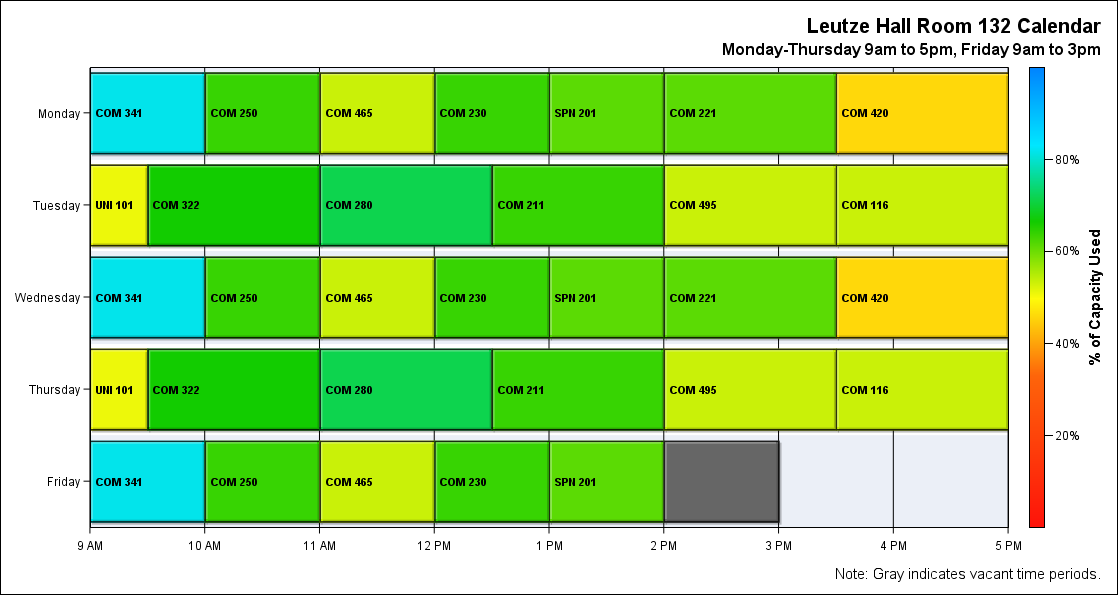 Leutze Hall Room 132 Calendar
Monday-Thursday 9am to 5pm, Friday 9am to 3pm
Monday COM 341 COM 250 COM 465 COM 230 SPN 201 COM 221 COM 420
80%
Tuesday UNI 101 COM 322 COM 280 COM 211 COM 495 COM 116
60%
% of Capacity Used
Wednesday COM 341 COM 250 COM 465 COM 230 SPN 201 COM 221 COM 420
40%
Thursday UNI 101 COM 322 COM 280 COM 211 COM 495 COM 116
20%
Friday COM 341 COM 250 COM 465 COM 230 SPN 201
9 AM 10 AM 11 AM 12 PM 1 PM 2 PM 3 PM 4 PM 5 PM
Note: Gray indicates vacant time periods.